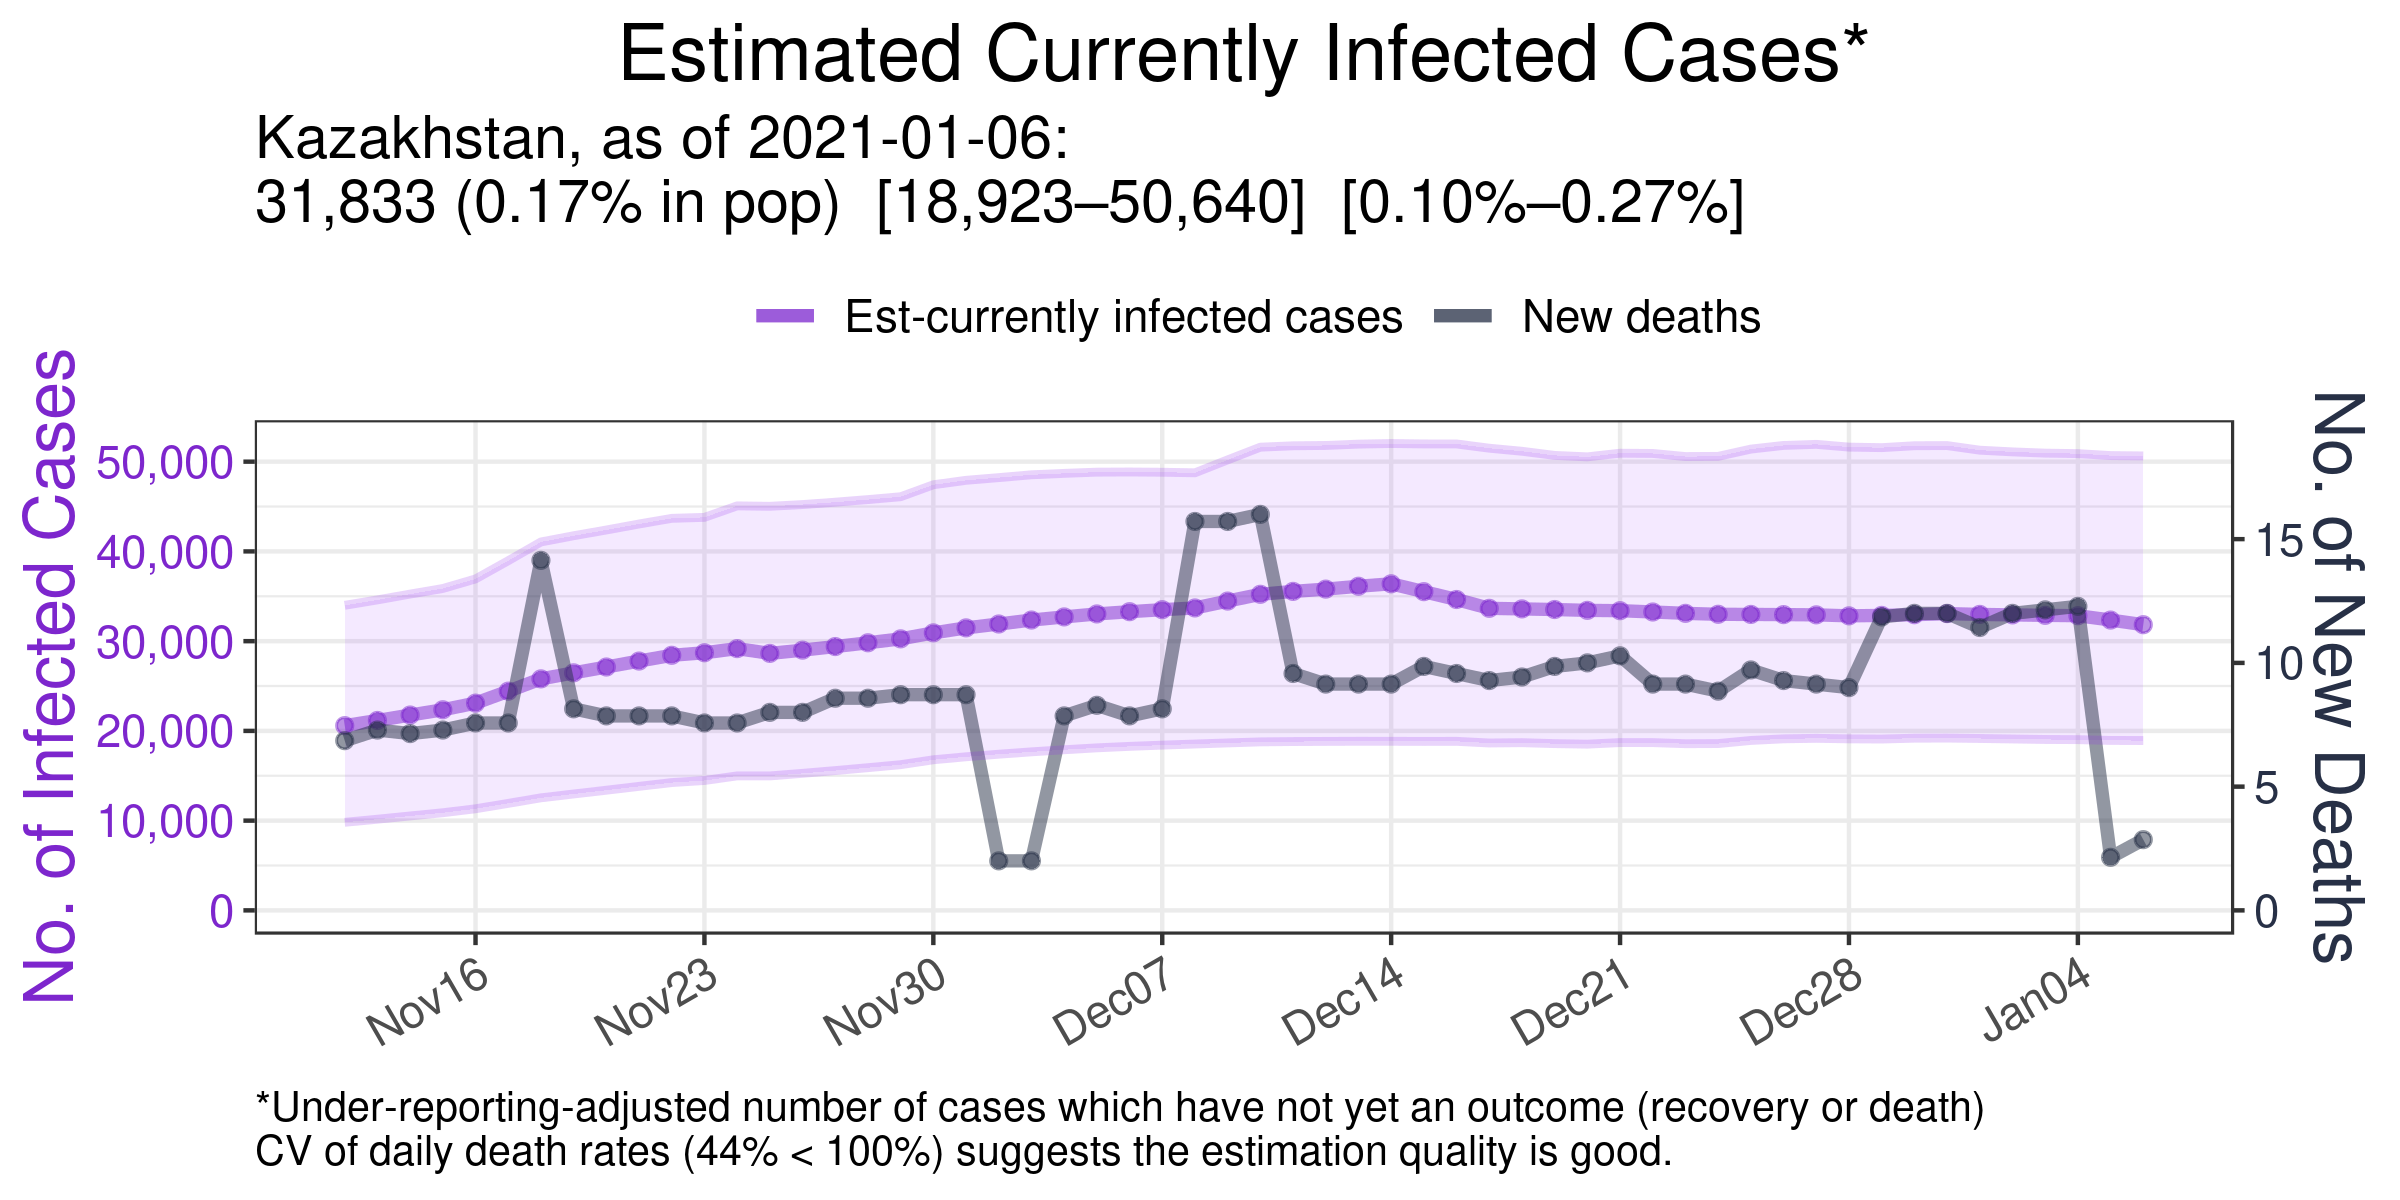 Estimated Currently Infected Cases*
Kazakhstan, as of 2021-01-06:
31,833 (0.17% in pop)  [18,923–50,640]  [0.10%–0.27%]
Est-currently infected cases
New deaths
No. of Infected Cases
50,000
40,000
30,000
20,000
10,000
0
15
10
5
0
No. of New Deaths
Nov16
Nov23
Nov30
Dec07
Dec14
Dec21
Dec28
Jan04
*Under-reporting-adjusted number of cases which have not yet an outcome (recovery or death)
CV of daily death rates (44% < 100%) suggests the estimation quality is good.